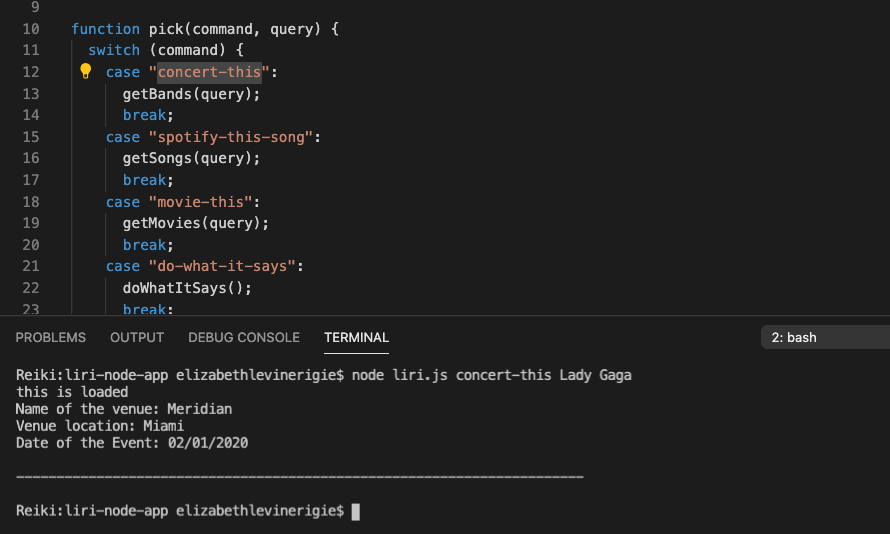 9
10 function pick(command, query) {
11 switch (command) {
12 case "concert-this":
13 getBands(query);
14 break;
15 case "spotify-this-song":
16 getSongs(query);
17 break;
18 case "movie-this":
19 getMovies(query);
20 break;
21 case "do-what-it-says":
22 doWhatItSays();
23 break;
PROBLEMS OUTPUT DEBUG CONSOLE TERMINAL 2: bash
Reiki:liri-node-app elizabethlevinerigie$ node liri.js concert-this Lady Gaga
this is loaded
Name of the venue: Meridian
Venue location: Miami
Date of the Event: 02/01/2020
-----------------------------------------------------------------------
Reiki:liri-node-app elizabethlevinerigie$